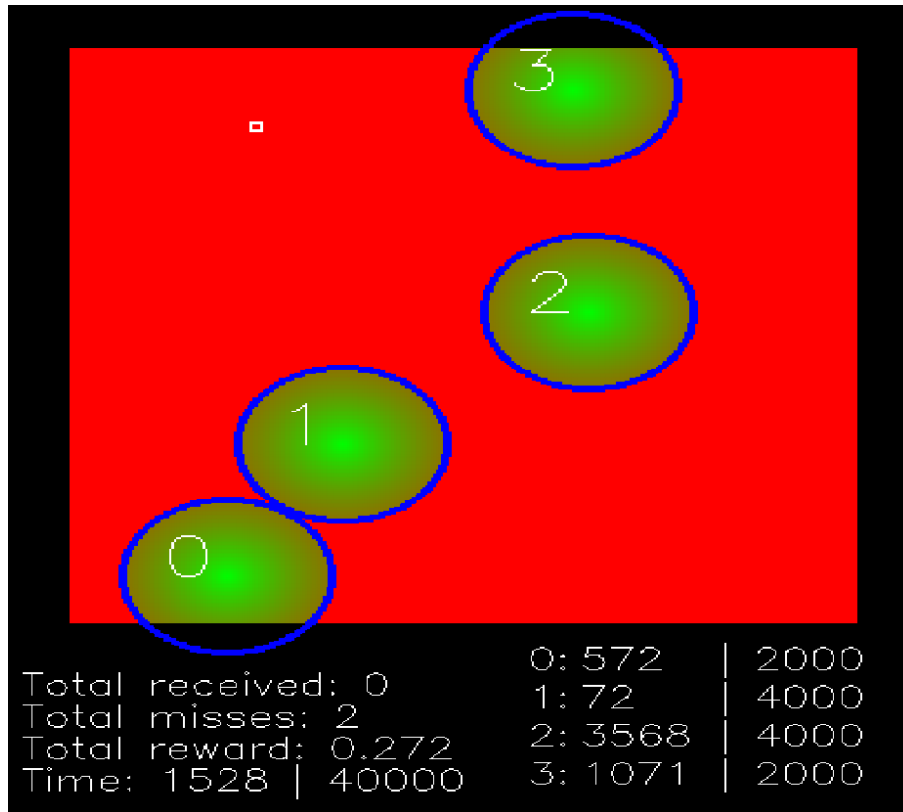 3
2
1
0
Total received: 0
Total misses: 2
Total reward: 0.272
Time: 1528 | 40000
0: 572 | 2000
1: 72 | 4000
2: 3568 | 4000
3: 1071 | 2000